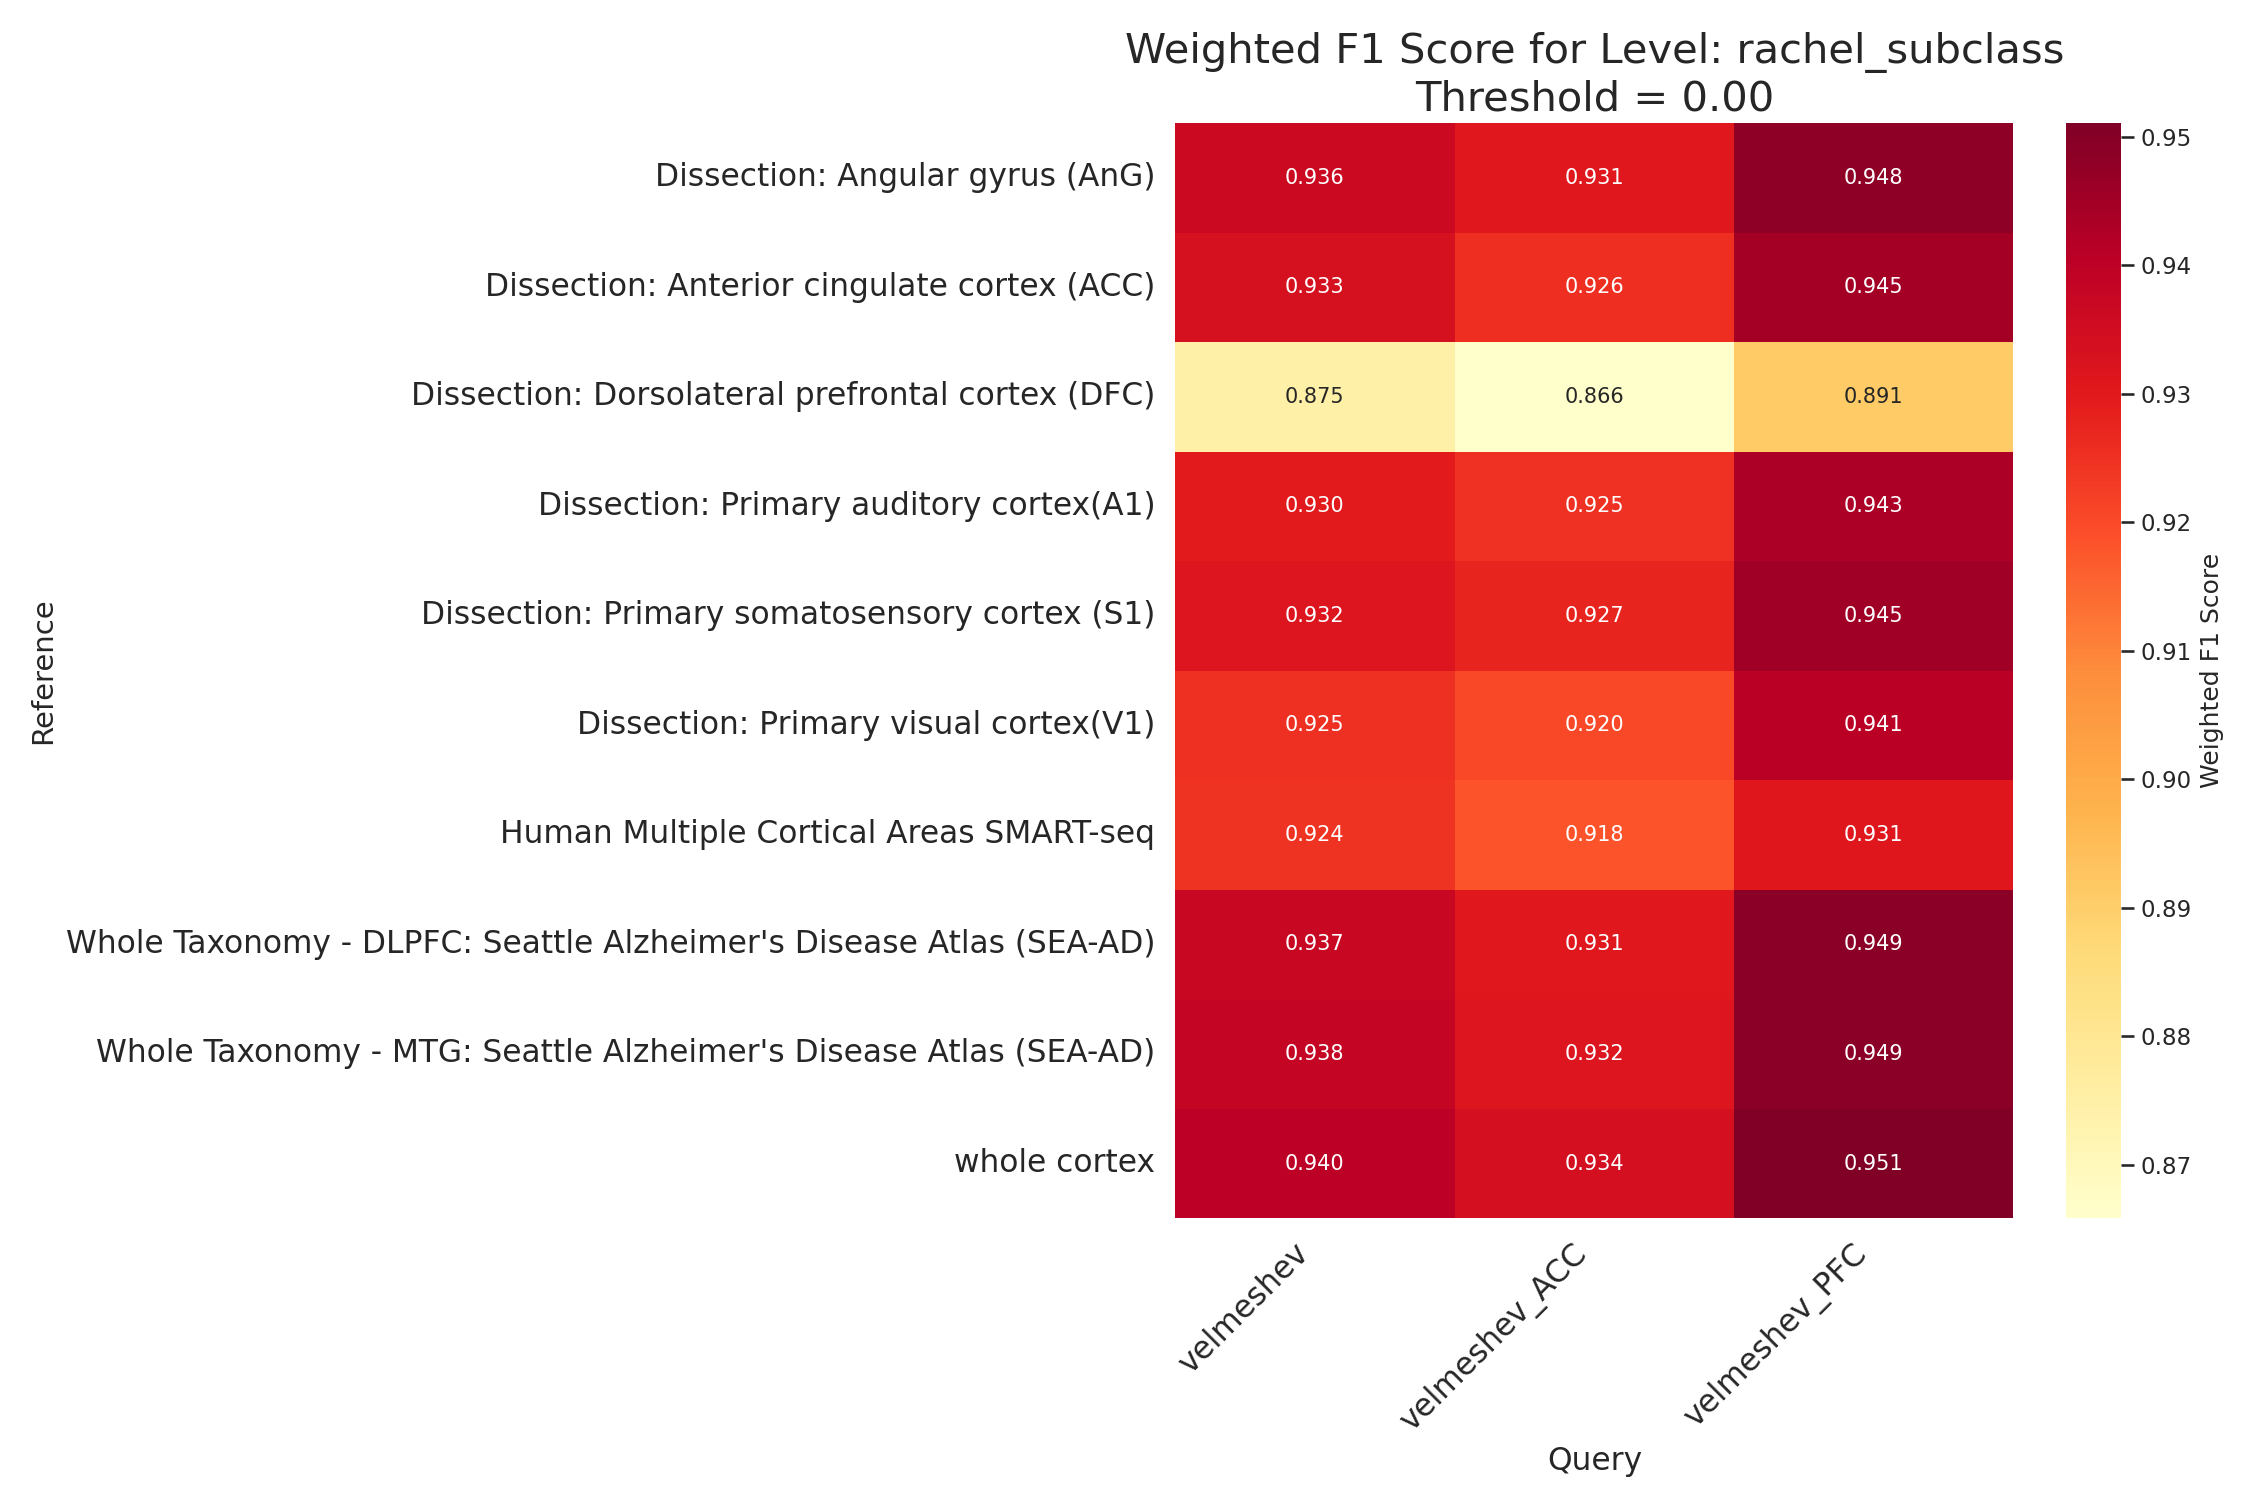 Weighted F1 Score for Level: rachel_subclass
Threshold = 0.00
Reference
Dissection: Angular gyrus (AnG) 0.936 0.931 0.948
Dissection: Anterior cingulate cortex (ACC) 0.933 0.926 0.945
Dissection: Dorsolateral prefrontal cortex (DFC) 0.875 0.866 0.891
Dissection: Primary auditory cortex(A1) 0.930 0.925 0.943
Dissection: Primary somatosensory cortex (S1) 0.932 0.927 0.945
Dissection: Primary visual cortex(V1) 0.925 0.920 0.941
Human Multiple Cortical Areas SMART-seq 0.924 0.918 0.931
Whole Taxonomy - DLPFC: Seattle Alzheimer's Disease Atlas (SEA-AD) 0.937 0.931 0.949
Whole Taxonomy - MTG: Seattle Alzheimer's Disease Atlas (SEA-AD) 0.938 0.932 0.949
whole cortex 0.940 0.934 0.951
velmeshev
velmeshev_ACC
velmeshev_PFC
Query
0.95
0.94
0.93
0.92
0.91
0.90
0.89
0.88
0.87
Weighted F1 Score